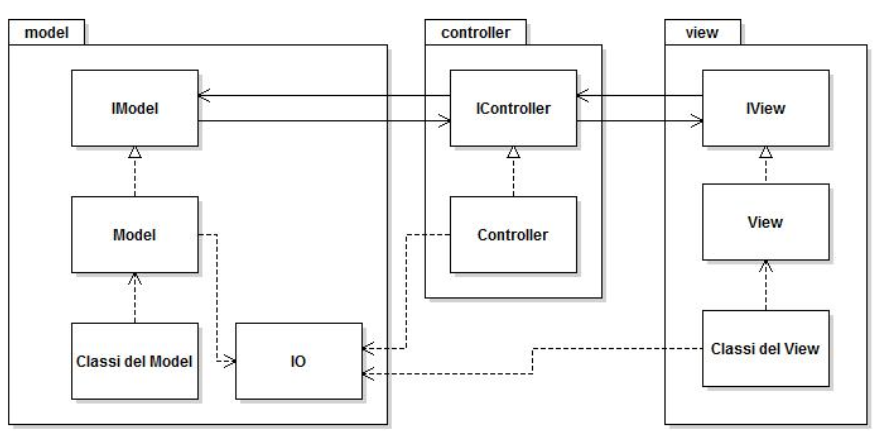 model
controller
view
IModel
IController
IView
Model
Controller
View
Classi del Model
IO
Classi del View